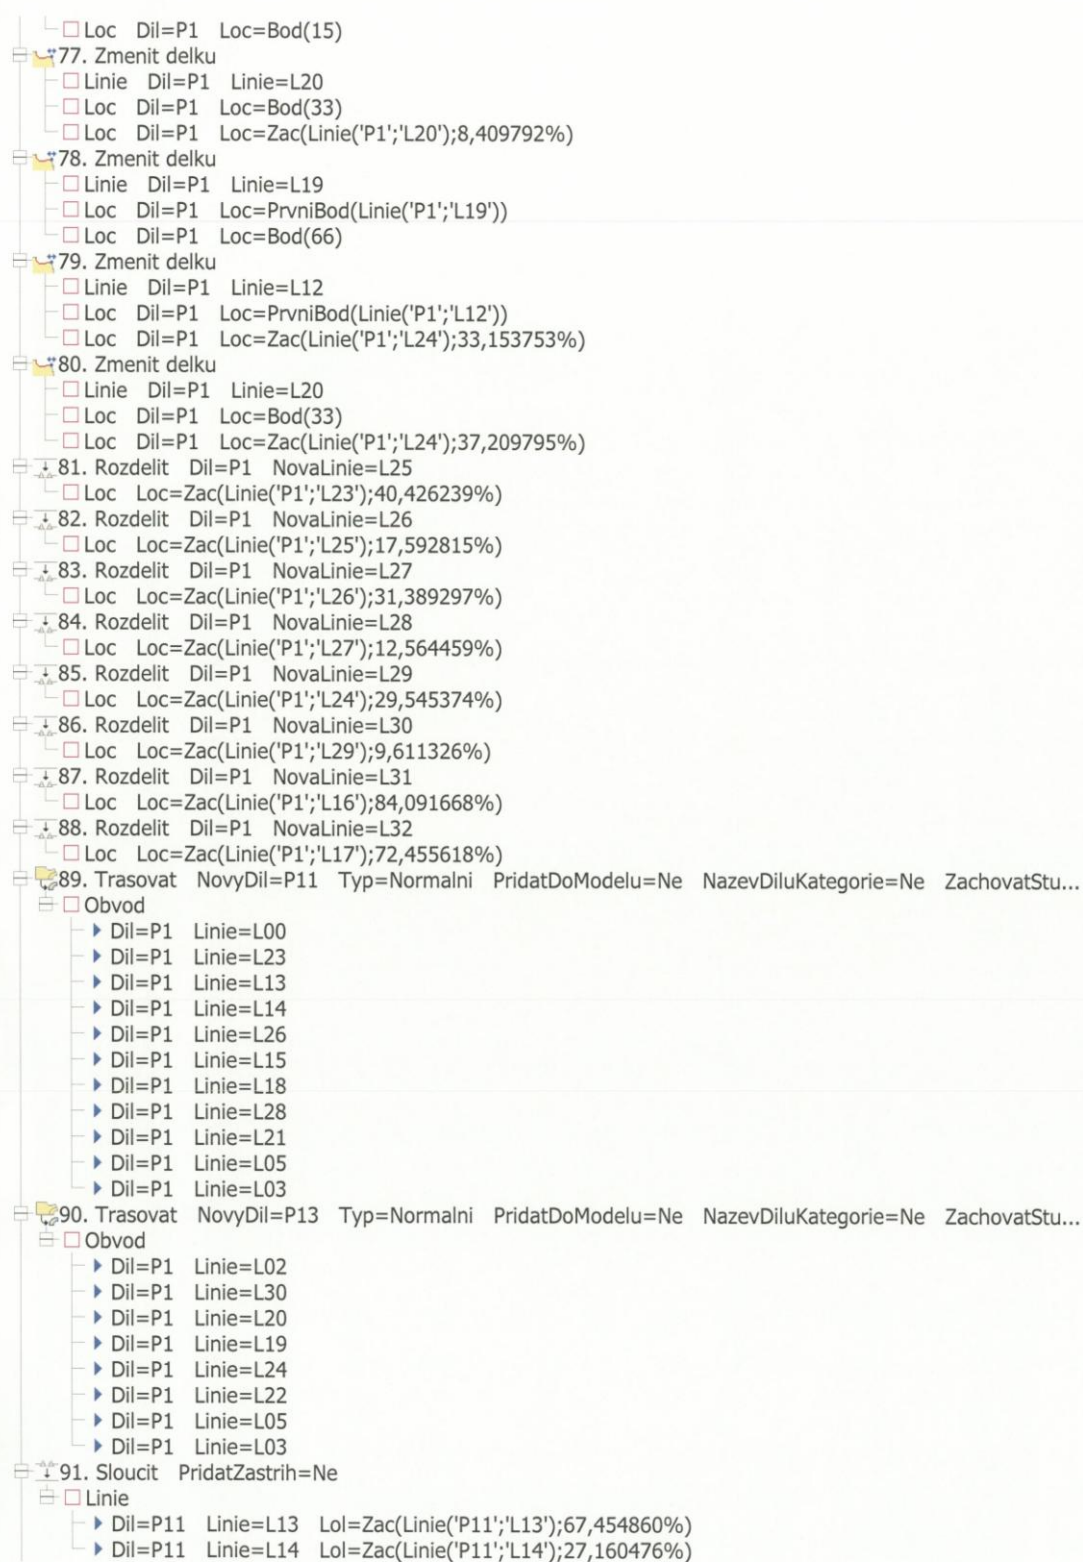 Loc Dil=P1 Loc=Bod(15)
77. Zmenit delku
Linie Dil=P1 Linie=L20
Loc Dil=P1 Loc=Bod(33)
Loc Dil=P1 Loc=Zac(Linie('P1';'L20');8,409792%)
78. Zmenit delku
Linie Dil=P1 Linie=L19
Loc Dil=P1 Loc=PrvniBod(Linie('P1';'L19'))
Loc Dil=P1 Loc=Bod(66)
79. Zmenit delku
Linie Dil=P1 Linie=L12
Loc Dil=P1 Loc=PrvniBod(Linie('P1';'L12'))
Loc Dil=P1 Loc=Zac(Linie('P1';'L24');33,153753%)
80. Zmenit delku
Linie Dil=P1 Linie=L20
Loc Dil=P1 Loc=Bod(33)
Loc Dil=P1 Loc=Zac(Linie('P1';'L24');37,209795%)
81. Rozdelit Dil=P1 NovaLinie=L25
Loc Loc=Zac(Linie('P1';'L23');40,426239%)
82. Rozdelit Dil=P1 NovaLinie=L26
Loc Loc=Zac(Linie('P1';'L25');17,592815%)
83. Rozdelit Dil=P1 NovaLinie=L27
Loc Loc=Zac(Linie('P1';'L26');31,389297%)
84. Rozdelit Dil=P1 NovaLinie=L28
Loc Loc=Zac(Linie('P1';'L27');12,564459%)
85. Rozdelit Dil=P1 NovaLinie=L29
Loc Loc=Zac(Linie('P1';'L24');29,545374%)
86. Rozdelit Dil=P1 NovaLinie=L30
Loc Loc=Zac(Linie('P1';'L29');9,611326%)
87. Rozdelit Dil=P1 NovaLinie=L31
Loc Loc=Zac(Linie('P1';'L16');84,091668%)
88. Rozdelit Dil=P1 NovaLinie=L32
Loc Loc=Zac(Linie('P1';'L17');72,455618%)
89. Trasovat NovyDil=P11 Typ=Normalni PridatDoModelu=Ne NazevDiluKategorie=Ne ZachovatStu...
Obvod
Dil=P1 Linie=L00
Dil=P1 Linie=L23
Dil=P1 Linie=L13
Dil=P1 Linie=L14
Dil=P1 Linie=L26
Dil=P1 Linie=L15
Dil=P1 Linie=L18
Dil=P1 Linie=L28
Dil=P1 Linie=L21
Dil=P1 Linie=L05
Dil=P1 Linie=L03
90. Trasovat NovyDil=P13 Typ=Normalni PridatDoModelu=Ne NazevDiluKategorie=Ne ZachovatStu...
Obvod
Dil=P1 Linie=L02
Dil=P1 Linie=L30
Dil=P1 Linie=L20
Dil=P1 Linie=L19
Dil=P1 Linie=L24
Dil=P1 Linie=L22
Dil=P1 Linie=L05
Dil=P1 Linie=L03
91. Sloucit PridatZastrih=Ne
Linie
Dil=P11 Linie=L13 Lol=Zac(Linie('P11';'L13');67,454860%)
Dil=P11 Linie=L14 Lol=Zac(Linie('P11';'L14');27,160476%)